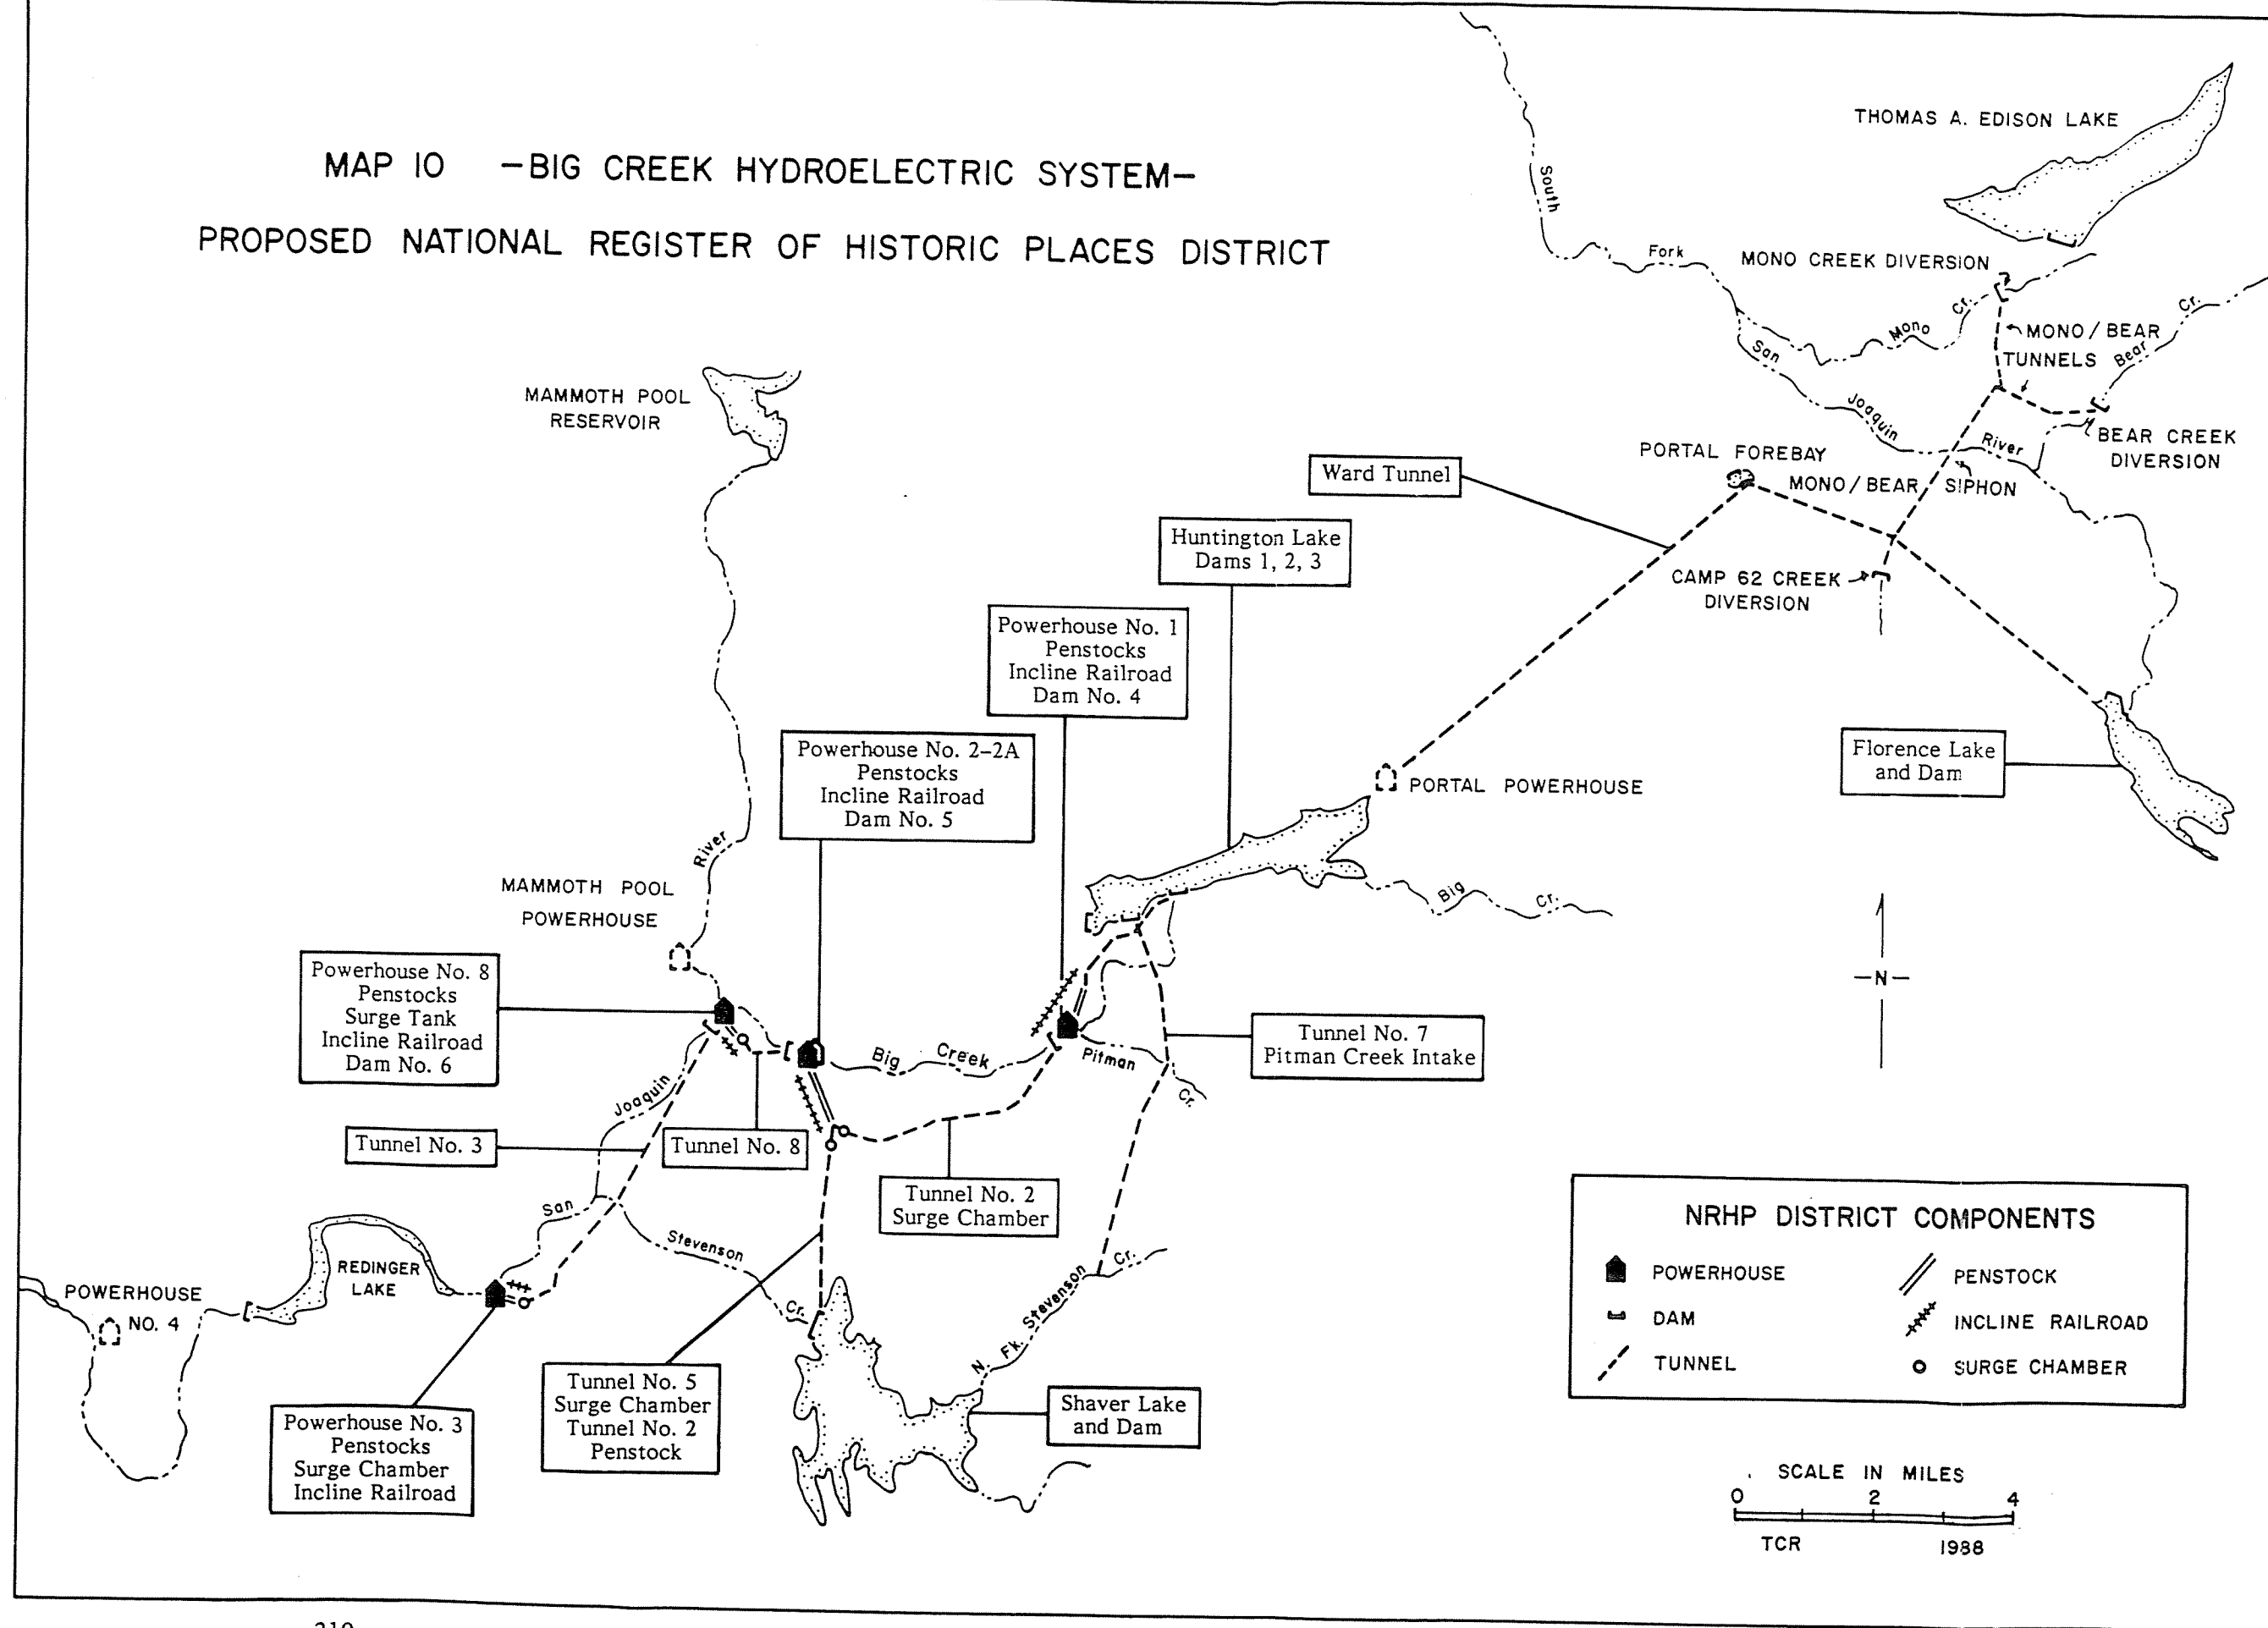 MAP 10 —BIG CREEK HYDROELECTRIC SYSTEM—
PROPOSED NATIONAL REGISTER OF HISTORIC PLACES DISTRICT
THOMAS A. EDISON LAKE
South
Fork
MONO CREEK DIVERSION
Mono
Cr.
Cr.
MONO / BEAR
TUNNELS
Bear
San
Joaquin
River
BEAR CREEK
DIVERSION
MAMMOTH POOL
RESERVOIR
PORTAL FOREBAY
MONO / BEAR SIPHON
Ward Tunnel
Huntington Lake
Dams 1, 2, 3
CAMP 62 CREEK
DIVERSION
Powerhouse No. 1
Penstocks
Incline Railroad
Dam No. 4
Powerhouse No. 2-2A
Penstocks
Incline Railroad
Dam No. 5
Florence Lake
and Dam
PORTAL POWERHOUSE
River
MAMMOTH POOL
POWERHOUSE
Big
Cr.
—N—
Powerhouse No. 8
Penstocks
Surge Tank
Incline Railroad
Dam No. 6
Tunnel No. 7
Pitman Creek Intake
Big
Creek
Pitman
Cr.
Joaquin
Tunnel No. 3
Tunnel No. 8
Tunnel No. 2
Surge Chamber
San
Stevenson
Cr.
N. Fk. Stevenson
Cr.
REDINGER
LAKE
POWERHOUSE
NO. 4
Powerhouse No. 3
Penstocks
Surge Chamber
Incline Railroad
Tunnel No. 5
Surge Chamber
Tunnel No. 2
Penstock
Shaver Lake
and Dam
NRHP DISTRICT COMPONENTS
POWERHOUSE
DAM
TUNNEL
PENSTOCK
INCLINE RAILROAD
SURGE CHAMBER
SCALE IN MILES
0 2 4
TCR 1988